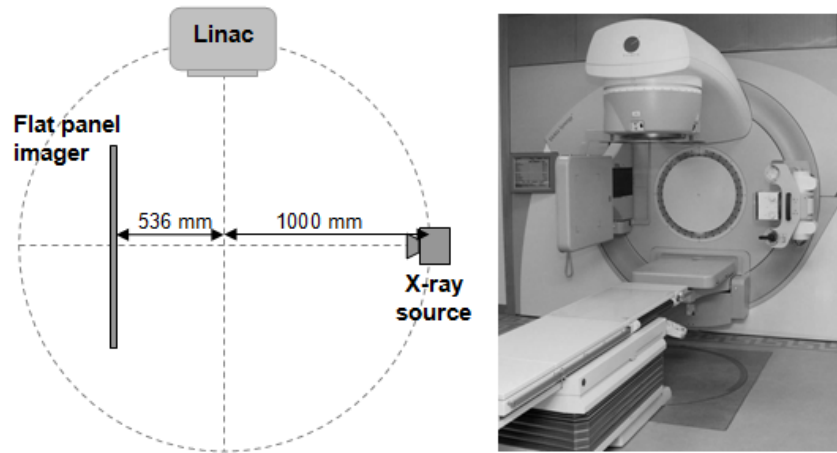 Linac
Flat panel
imager
536 mm
1000 mm
X-ray
source